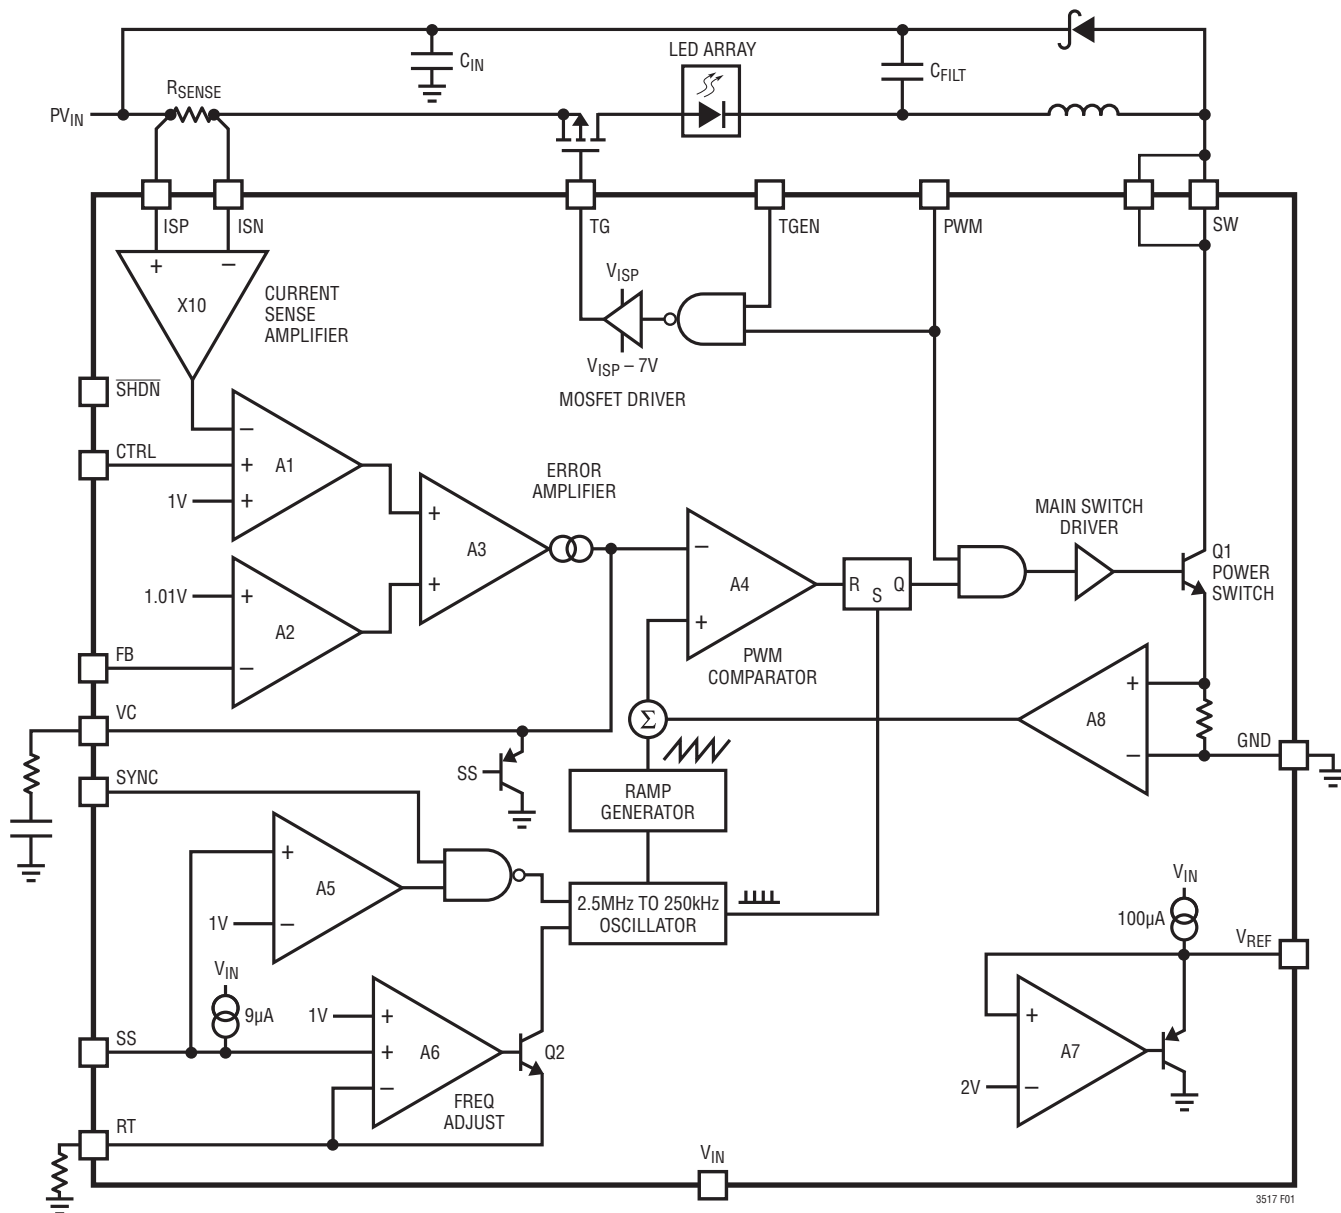 LED ARRAY
C_IN
C_FILT
R_SENSE
PV_IN
ISP
ISN
TG
TGEN
PWM
SW
+
–
X10
CURRENT
SENSE
AMPLIFIER
V_ISP
V_ISP – 7V
MOSFET DRIVER
SHDN
CTRL
1V
–
+
+
A1
ERROR
AMPLIFIER
A3
+
+
1.01V
+
–
A2
FB
VC
–
+
A4
PWM
COMPARATOR
R
S
Q
MAIN SWITCH
DRIVER
Q1
POWER
SWITCH
+
–
A8
GND
Σ
SS
SYNC
RAMP
GENERATOR
+
–
A5
1V
2.5MHz TO 250kHz
OSCILLATOR
V_IN
9µA
SS
1V
+
+
–
A6
Q2
FREQ
ADJUST
RT
V_IN
100µA
V_REF
+
–
A7
2V
V_IN
3517 F01